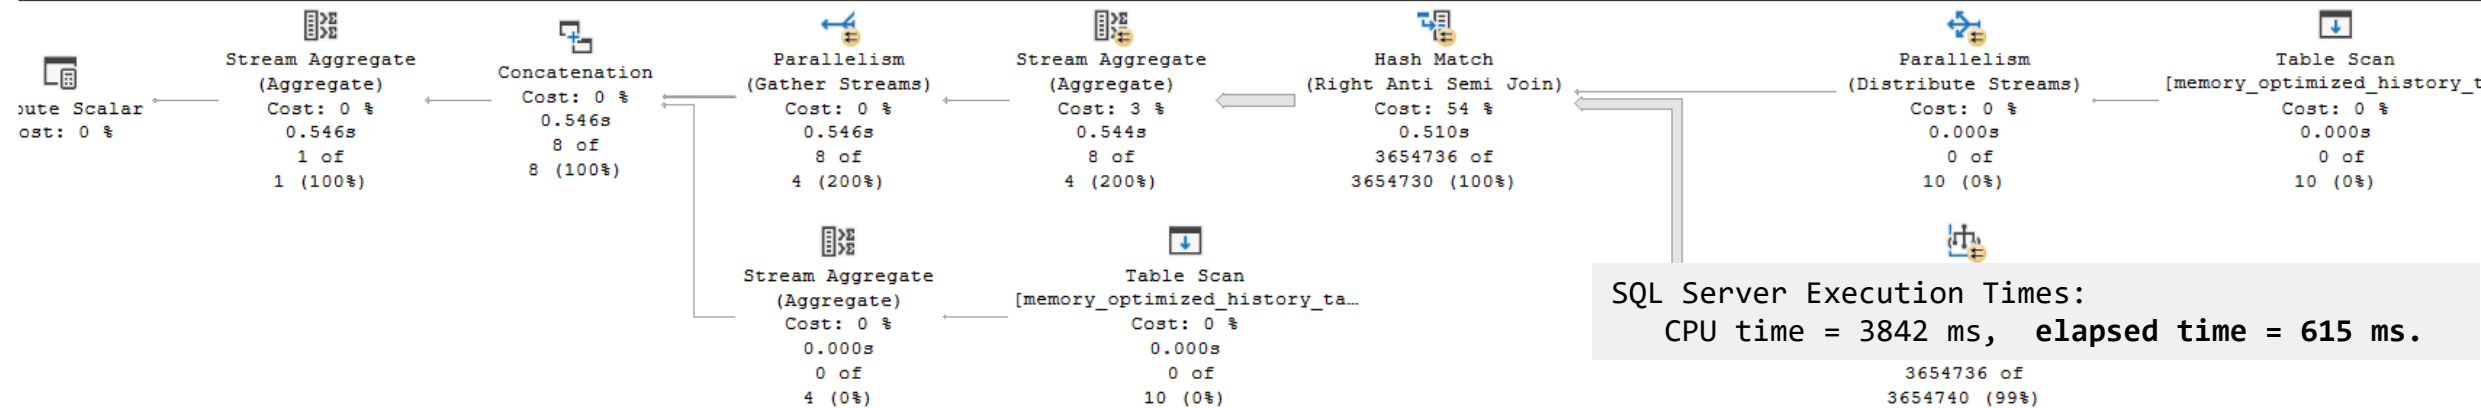 ute Scalar
ost: 0 %
Stream Aggregate
(Aggregate)
Cost: 0 %
0.546s
1 of
1 (100%)
Concatenation
Cost: 0 %
0.546s
8 of
8 (100%)
Parallelism
(Gather Streams)
Cost: 0 %
0.546s
8 of
4 (200%)
Stream Aggregate
(Aggregate)
Cost: 3 %
0.544s
8 of
4 (200%)
Hash Match
(Right Anti Semi Join)
Cost: 54 %
0.510s
3654736 of
3654730 (100%)
Parallelism
(Distribute Streams)
Cost: 0 %
0.000s
0 of
10 (0%)
Table Scan
[memory_optimized_history_t
Cost: 0 %
0.000s
0 of
10 (0%)
Stream Aggregate
(Aggregate)
Cost: 0 %
0.000s
0 of
4 (0%)
Table Scan
[memory_optimized_history_ta…
Cost: 0 %
0.000s
0 of
10 (0%)
SQL Server Execution Times:
CPU time = 3842 ms, elapsed time = 615 ms.
3654736 of
3654740 (99%)